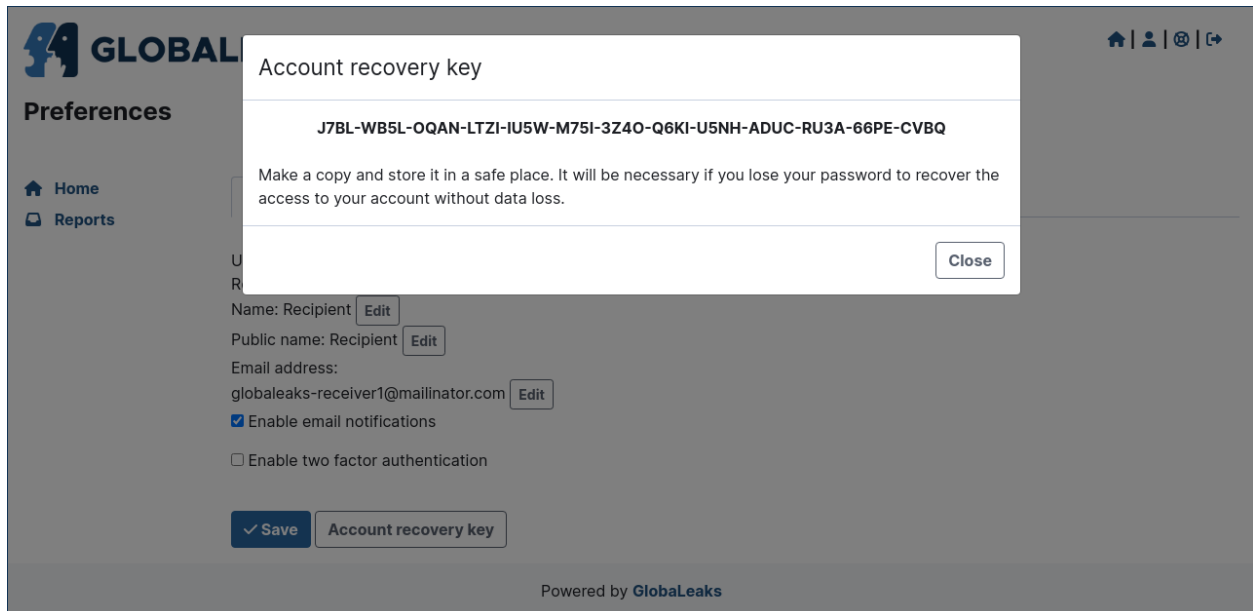 GLOBAL
Account recovery key
Preferences
J7BL-WB5L-OQAN-LTZI-IU5W-M75I-3Z4O-Q6KI-U5NH-ADUC-RU3A-66PE-CVBQ
Make a copy and store it in a safe place. It will be necessary if you lose your password to recover the
access to your account without data loss.
Home
Reports
Close
U
R
Name: Recipient Edit
Public name: Recipient Edit
Email address:
globaleaks-receiver1@mailinator.com Edit
Enable email notifications
Enable two factor authentication
Save Account recovery key
Powered by GlobaLeaks